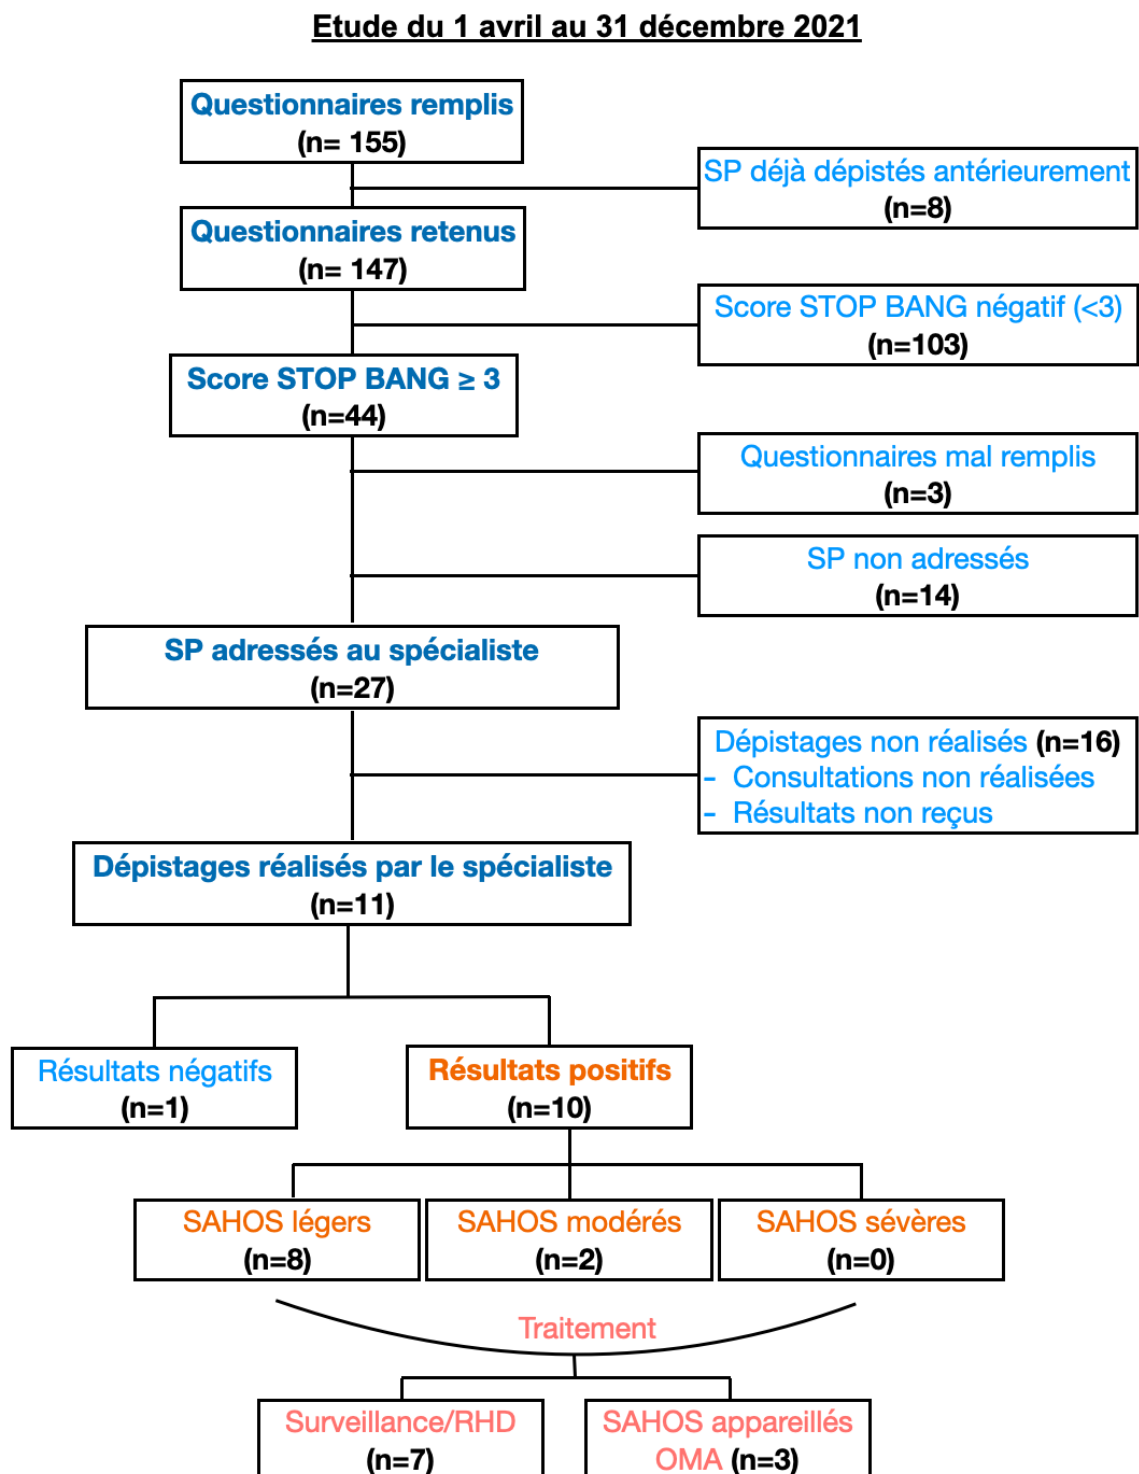 Etude du 1 avril au 31 décembre 2021
Questionnaires remplis
(n= 155)
SP déjà dépistés antérieurement
(n=8)
Questionnaires retenus
(n= 147)
Score STOP BANG négatif (<3)
(n=103)
Score STOP BANG ≥ 3
(n=44)
Questionnaires mal remplis
(n=3)
SP non adressés
(n=14)
SP adressés au spécialiste
(n=27)
Dépistages non réalisés (n=16)
- Consultations non réalisées
- Résultats non reçus
Dépistages réalisés par le spécialiste
(n=11)
Résultats négatifs
(n=1)
Résultats positifs
(n=10)
SAHOS légers
(n=8)
SAHOS modérés
(n=2)
SAHOS sévères
(n=0)
Traitement
Surveillance/RHD
(n=7)
SAHOS appareillés
OMA (n=3)